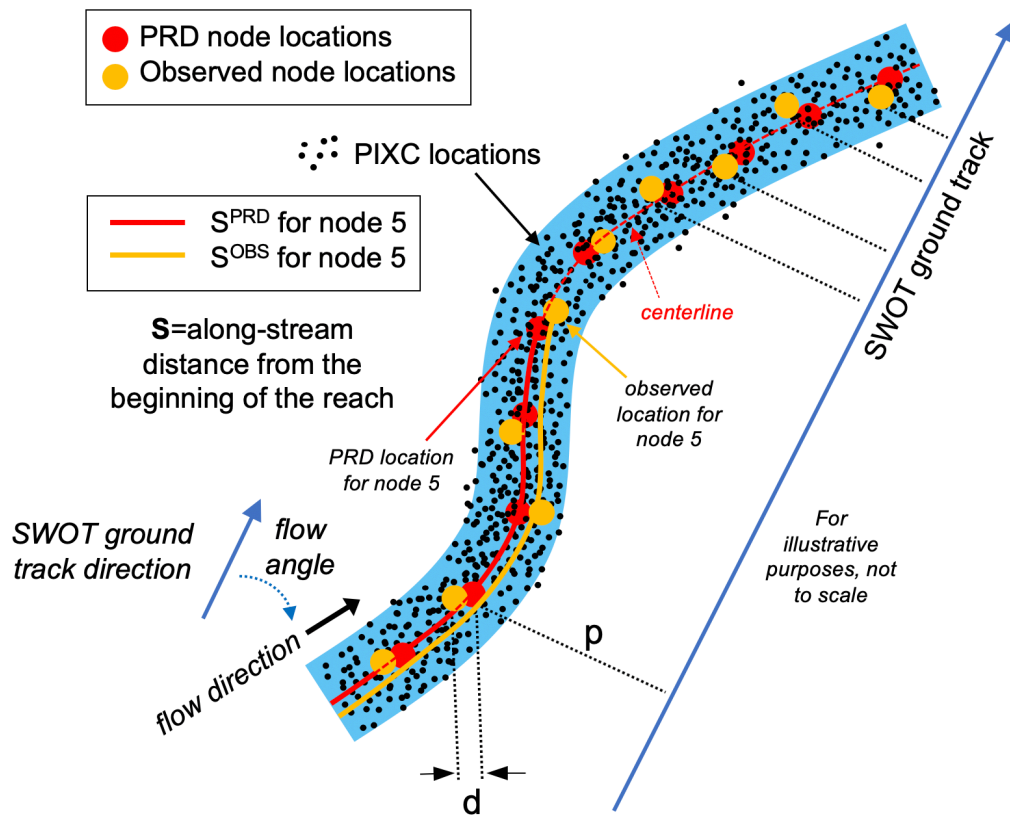 PRD node locations
Observed node locations
PIXC locations
S^PRD for node 5
S^OBS for node 5
S=along-stream
distance from the
beginning of the reach
centerline
SWOT ground track
observed
location for
node 5
PRD location
for node 5
SWOT ground
track direction
flow
angle
flow direction
For
illustrative
purposes, not
to scale
p
d